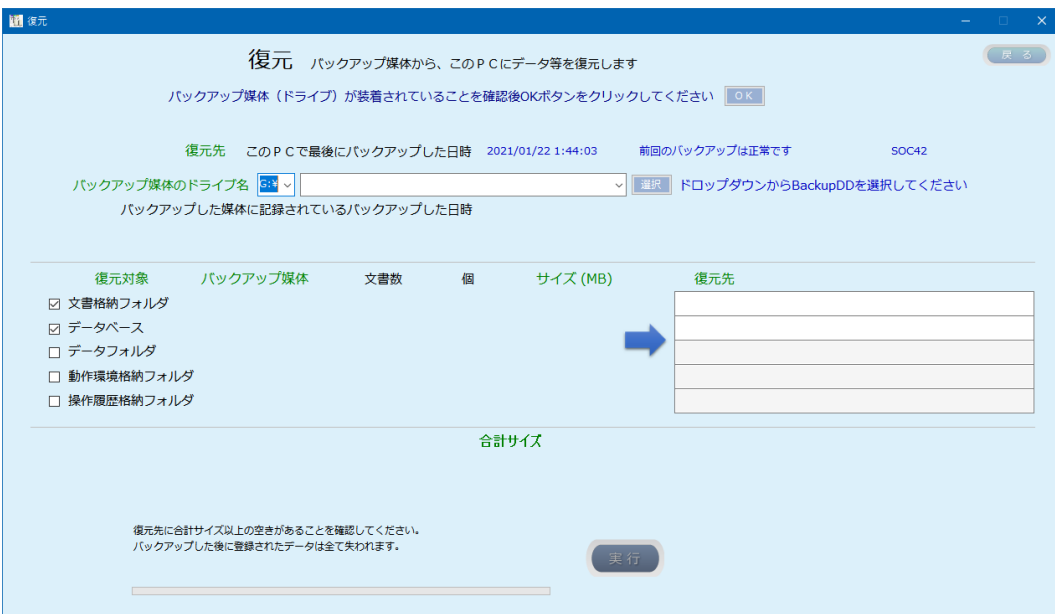 復元
復元 バックアップ媒体から、このＰＣにデータ等を復元します
戻 る
バックアップ媒体（ドライブ）が装着されていることを確認後OKボタンをクリックしてください OK
復元先 このＰＣで最後にバックアップした日時 2021/01/22 1:44:03 前回のバックアップは正常です SOC42
バックアップ媒体のドライブ名 G:¥ 選択 ドロップダウンからBackupDDを選択してください
バックアップした媒体に記録されているバックアップした日時
復元対象 バックアップ媒体 文書数 個 サイズ (MB) 復元先
文書格納フォルダ
データベース
データフォルダ
動作環境格納フォルダ
操作履歴格納フォルダ
合計サイズ
復元先に合計サイズ以上の空きがあることを確認してください。
バックアップした後に登録されたデータは全て失われます。
実 行